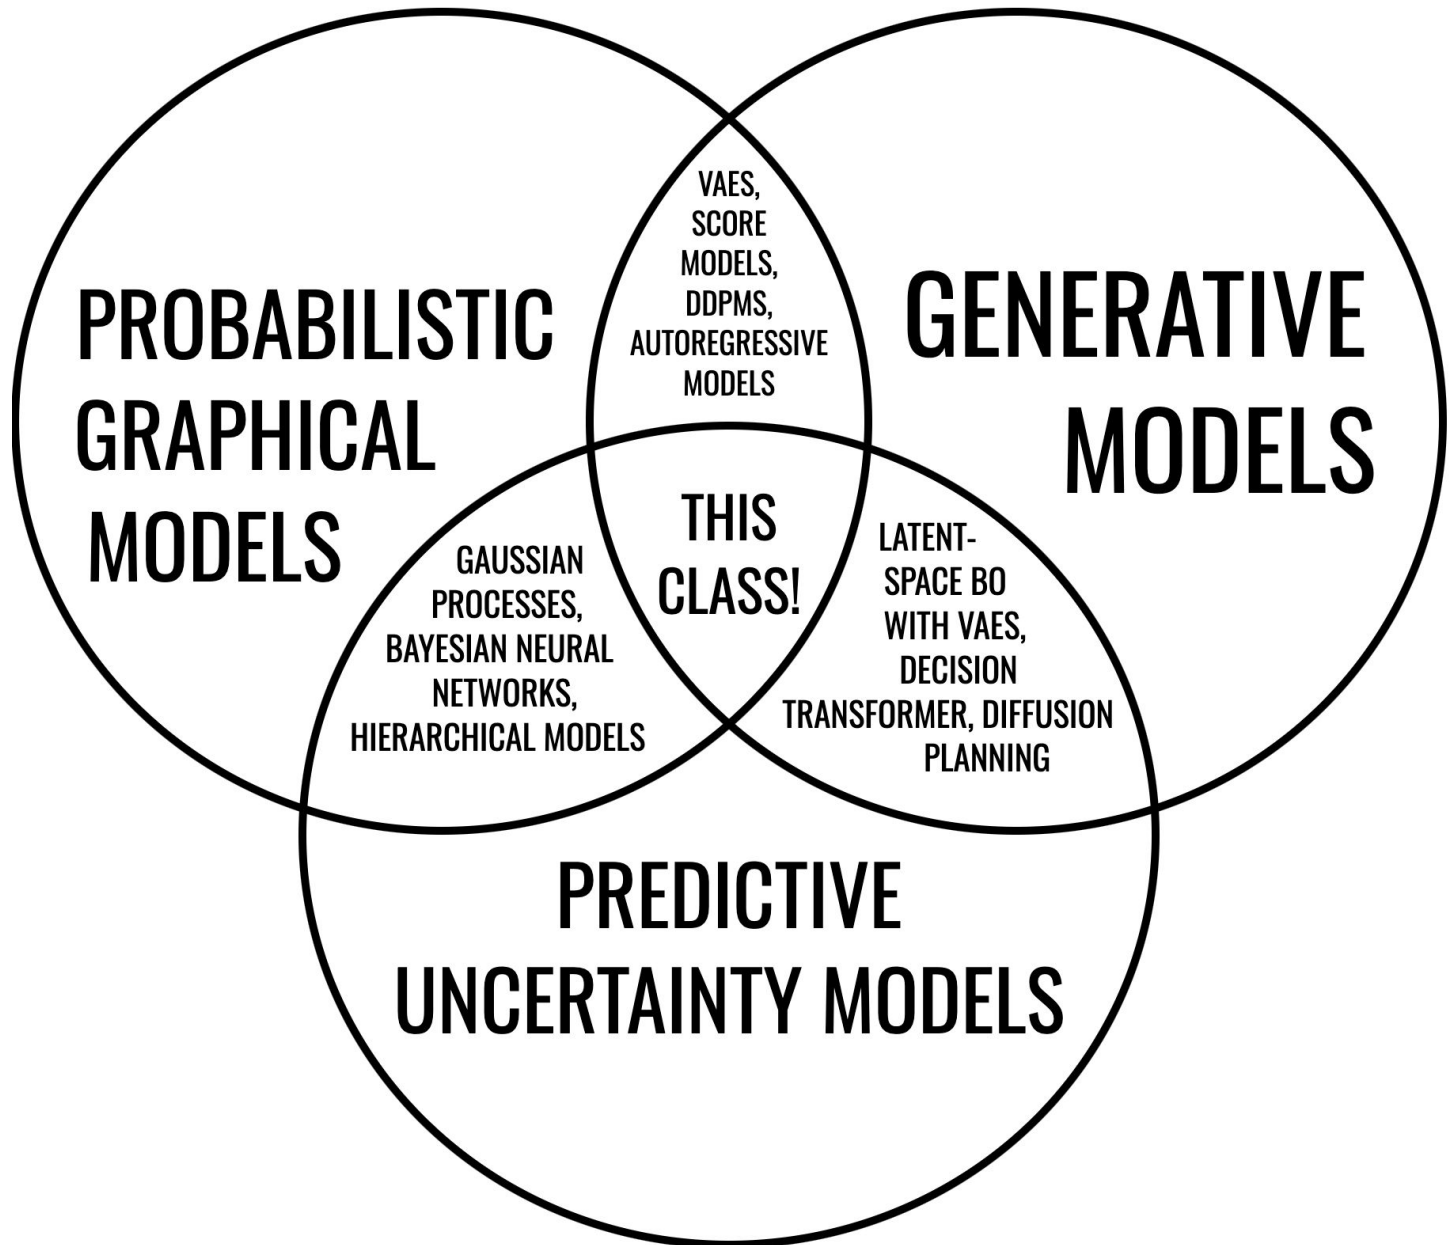 VAES,
SCORE
MODELS,
DDPMS,
AUTOREGRESSIVE
MODELS
PROBABILISTIC
GRAPHICAL
MODELS
GENERATIVE
MODELS
THIS
CLASS!
GAUSSIAN
PROCESSES,
BAYESIAN NEURAL
NETWORKS,
HIERARCHICAL MODELS
LATENT-
SPACE BO
WITH VAES,
DECISION
TRANSFORMER, DIFFUSION
PLANNING
PREDICTIVE
UNCERTAINTY MODELS